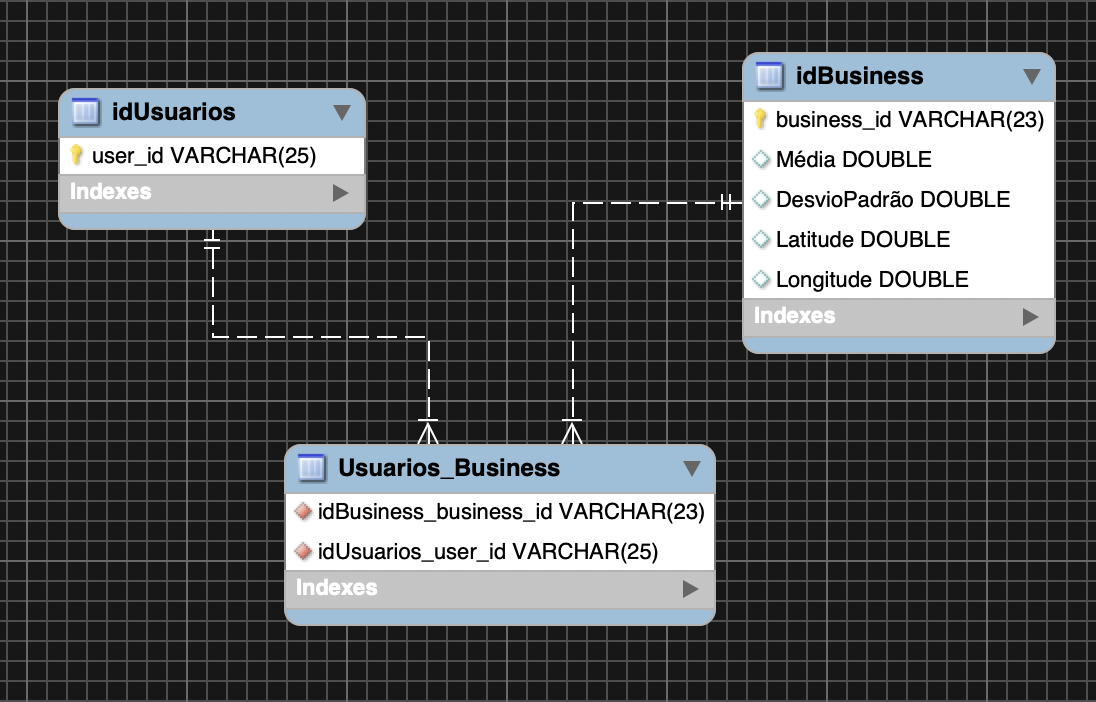 idUsuarios
user_id VARCHAR(25)
Indexes
idBusiness
business_id VARCHAR(23)
Média DOUBLE
DesvioPadrão DOUBLE
Latitude DOUBLE
Longitude DOUBLE
Indexes
Usuarios_Business
idBusiness_business_id VARCHAR(23)
idUsuarios_user_id VARCHAR(25)
Indexes